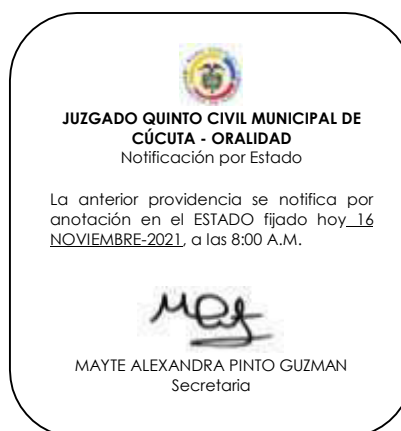 JUZGADO QUINTO CIVIL MUNICIPAL DE
CÚCUTA - ORALIDAD
Notificación por Estado
La anterior providencia se notifica por
anotación en el ESTADO fijado hoy 16
NOVIEMBRE-2021, a las 8:00 A.M.
MAYTE ALEXANDRA PINTO GUZMAN
Secretaria